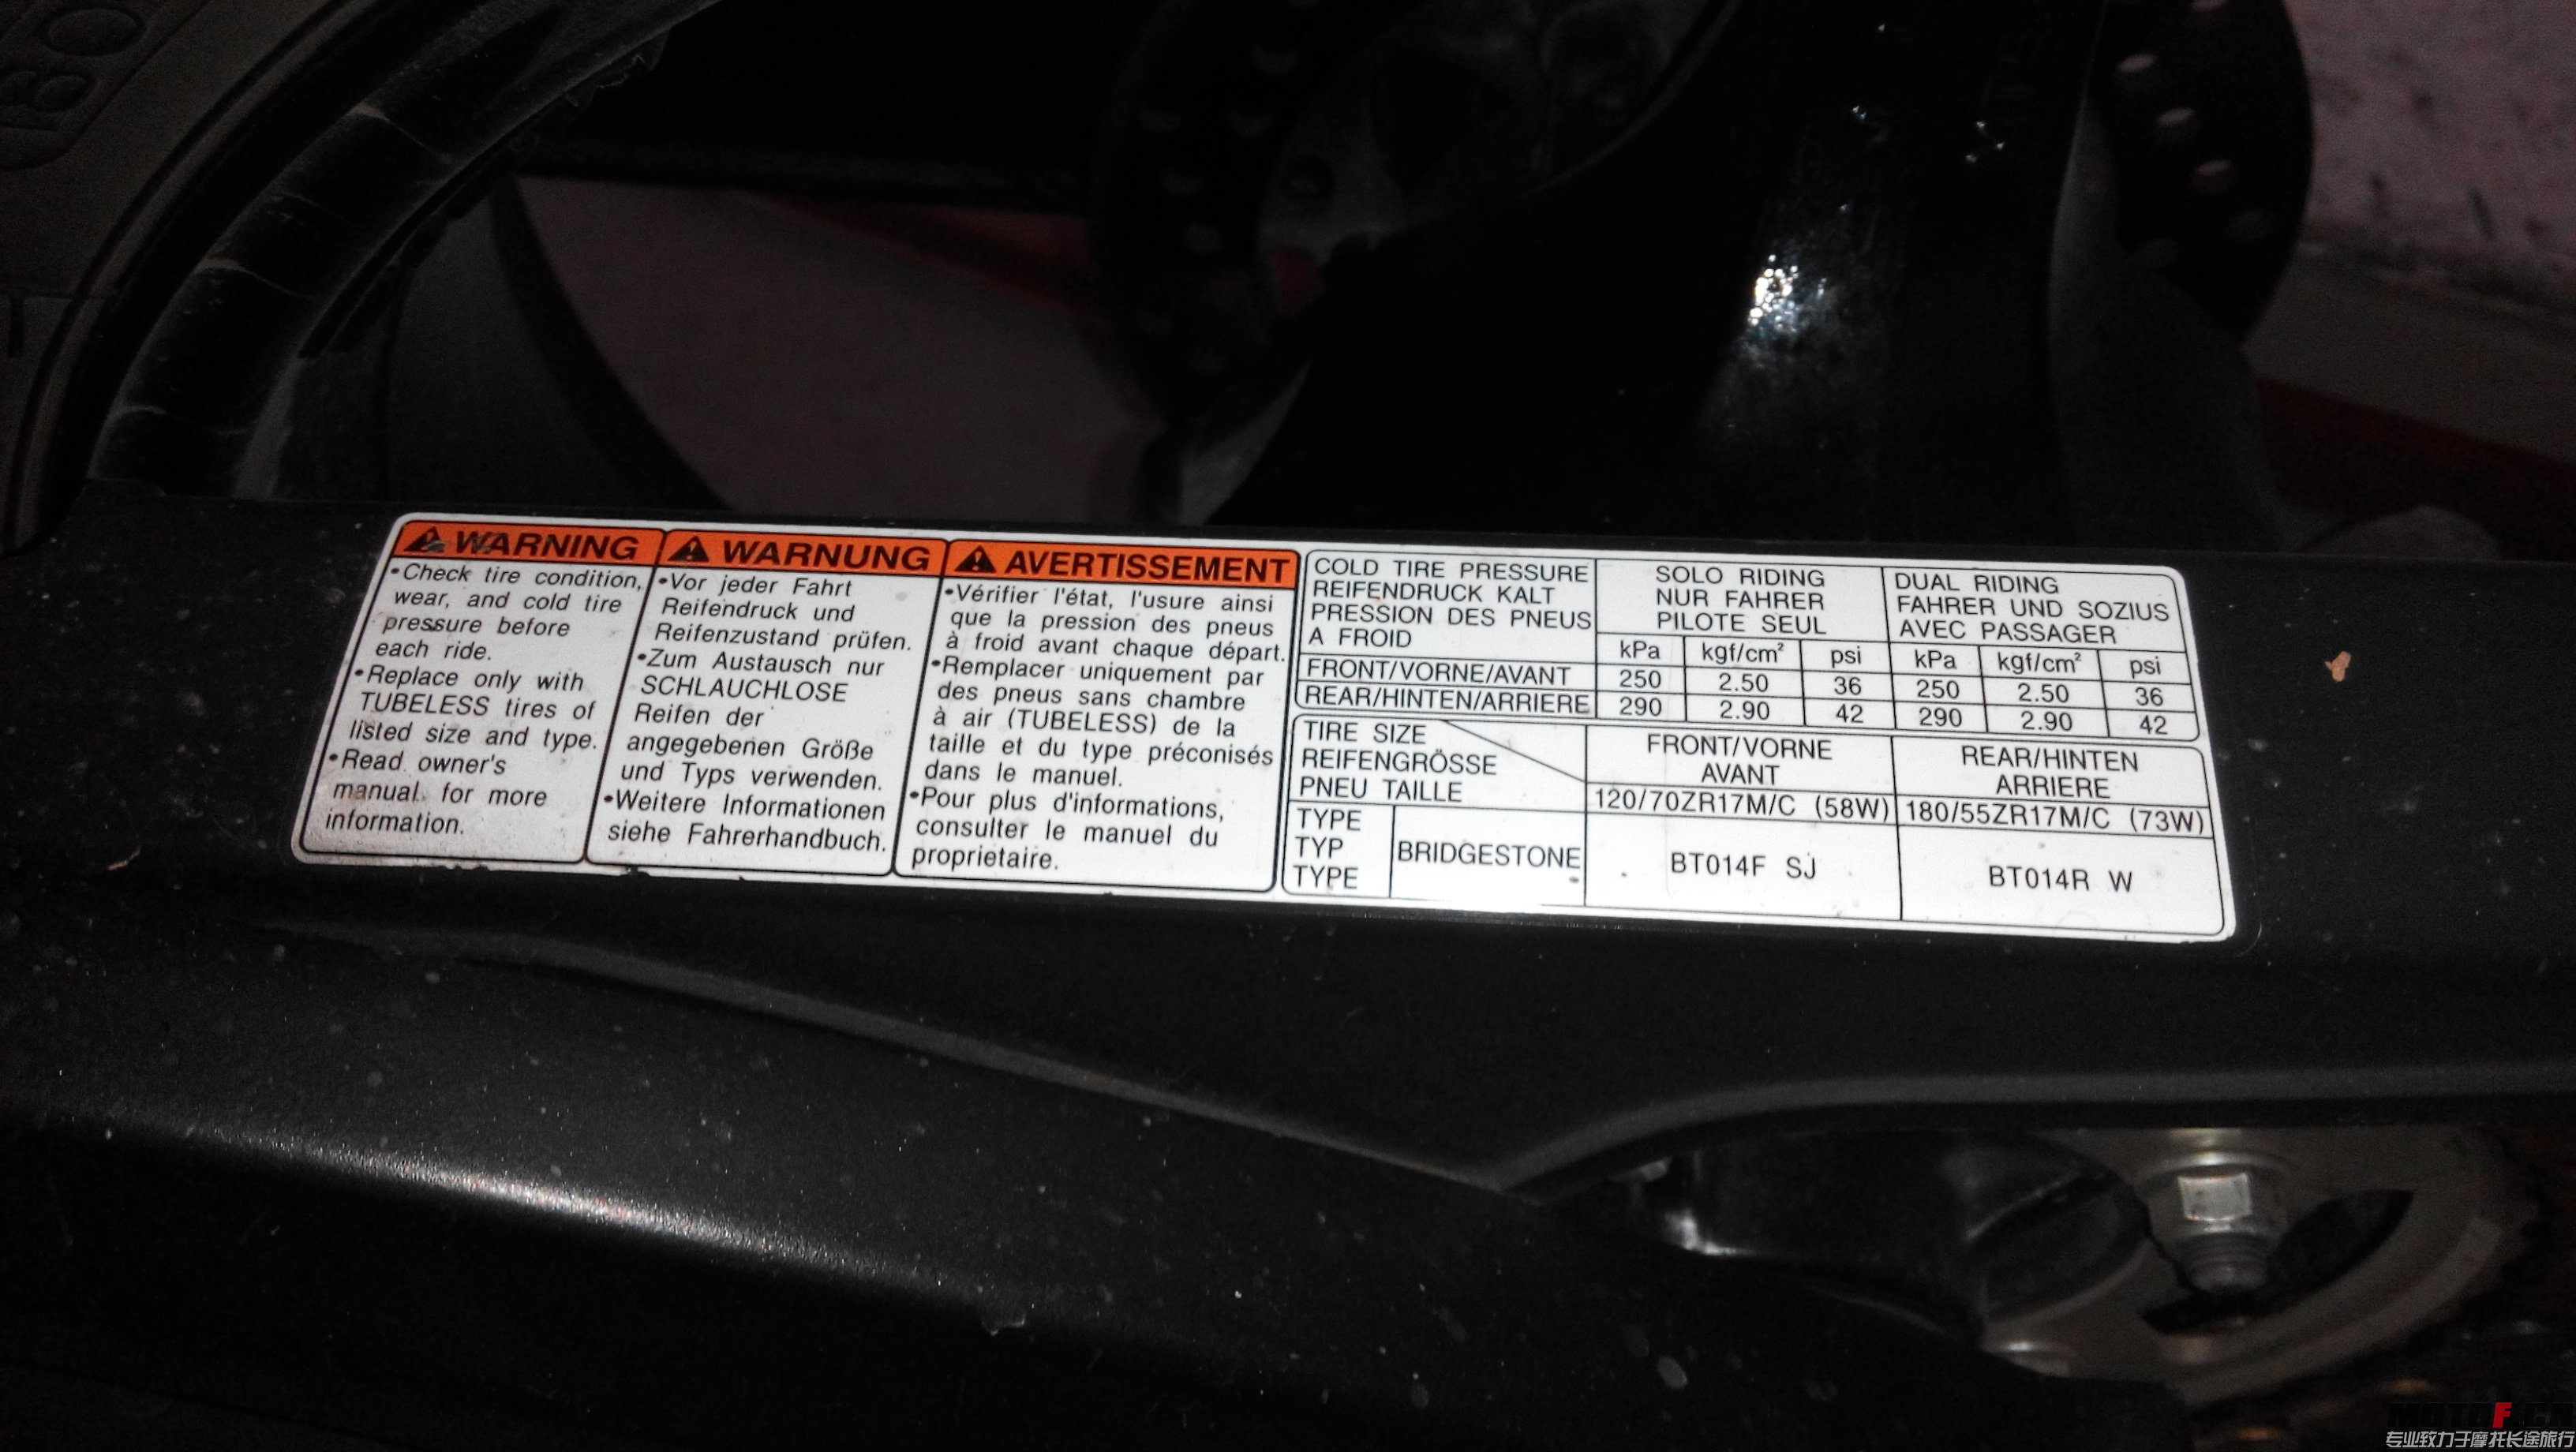 WARNING
•Check tire condition,
wear, and cold tire
pressure before
each ride.
•Replace only with
TUBELESS tires of
listed size and type.
•Read owner's
manual for more
information.
WARNUNG
•Vor jeder Fahrt
Reifendruck und
Reifenzustand prüfen.
•Zum Austausch nur
SCHLAUCHLOSE
Reifen der
angegebenen Größe
und Typs verwenden.
•Weitere Informationen
siehe Fahrerhandbuch.
AVERTISSEMENT
•Vérifier l'état, l'usure ainsi
que la pression des pneus
à froid avant chaque départ.
•Remplacer uniquement par
des pneus sans chambre
à air (TUBELESS) de la
taille et du type préconisés
dans le manuel.
•Pour plus d'informations,
consulter le manuel du
proprietaire.
COLD TIRE PRESSURE
REIFENDRUCK KALT
PRESSION DES PNEUS
A FROID
SOLO RIDING
NUR FAHRER
PILOTE SEUL
DUAL RIDING
FAHRER UND SOZIUS
AVEC PASSAGER
kPa kgf/cm² psi kPa kgf/cm² psi
FRONT/VORNE/AVANT 250 2.50 36 250 2.50 36
REAR/HINTEN/ARRIERE 290 2.90 42 290 2.90 42
TIRE SIZE
REIFENGRÖSSE
PNEU TAILLE
FRONT/VORNE
AVANT
REAR/HINTEN
ARRIERE
120/70ZR17M/C (58W) 180/55ZR17M/C (73W)
TYPE
TYP
TYPE
BRIDGESTONE BT014F SJ BT014R W
MOTOF.CN
专业致力于摩托长途旅行